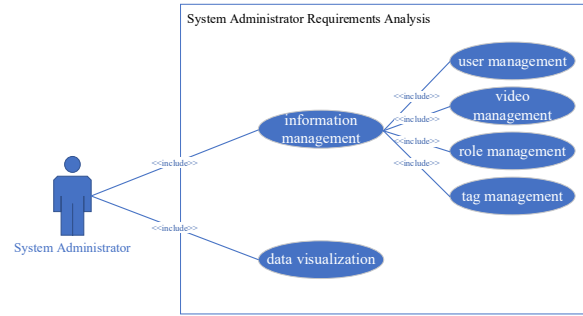 System Administrator Requirements Analysis
user management
<<include>>
video
management
<<include>>
information
management
<<include>>
role management
<<include>>
tag management
<<include>>
System Administrator
<<include>>
data visualization